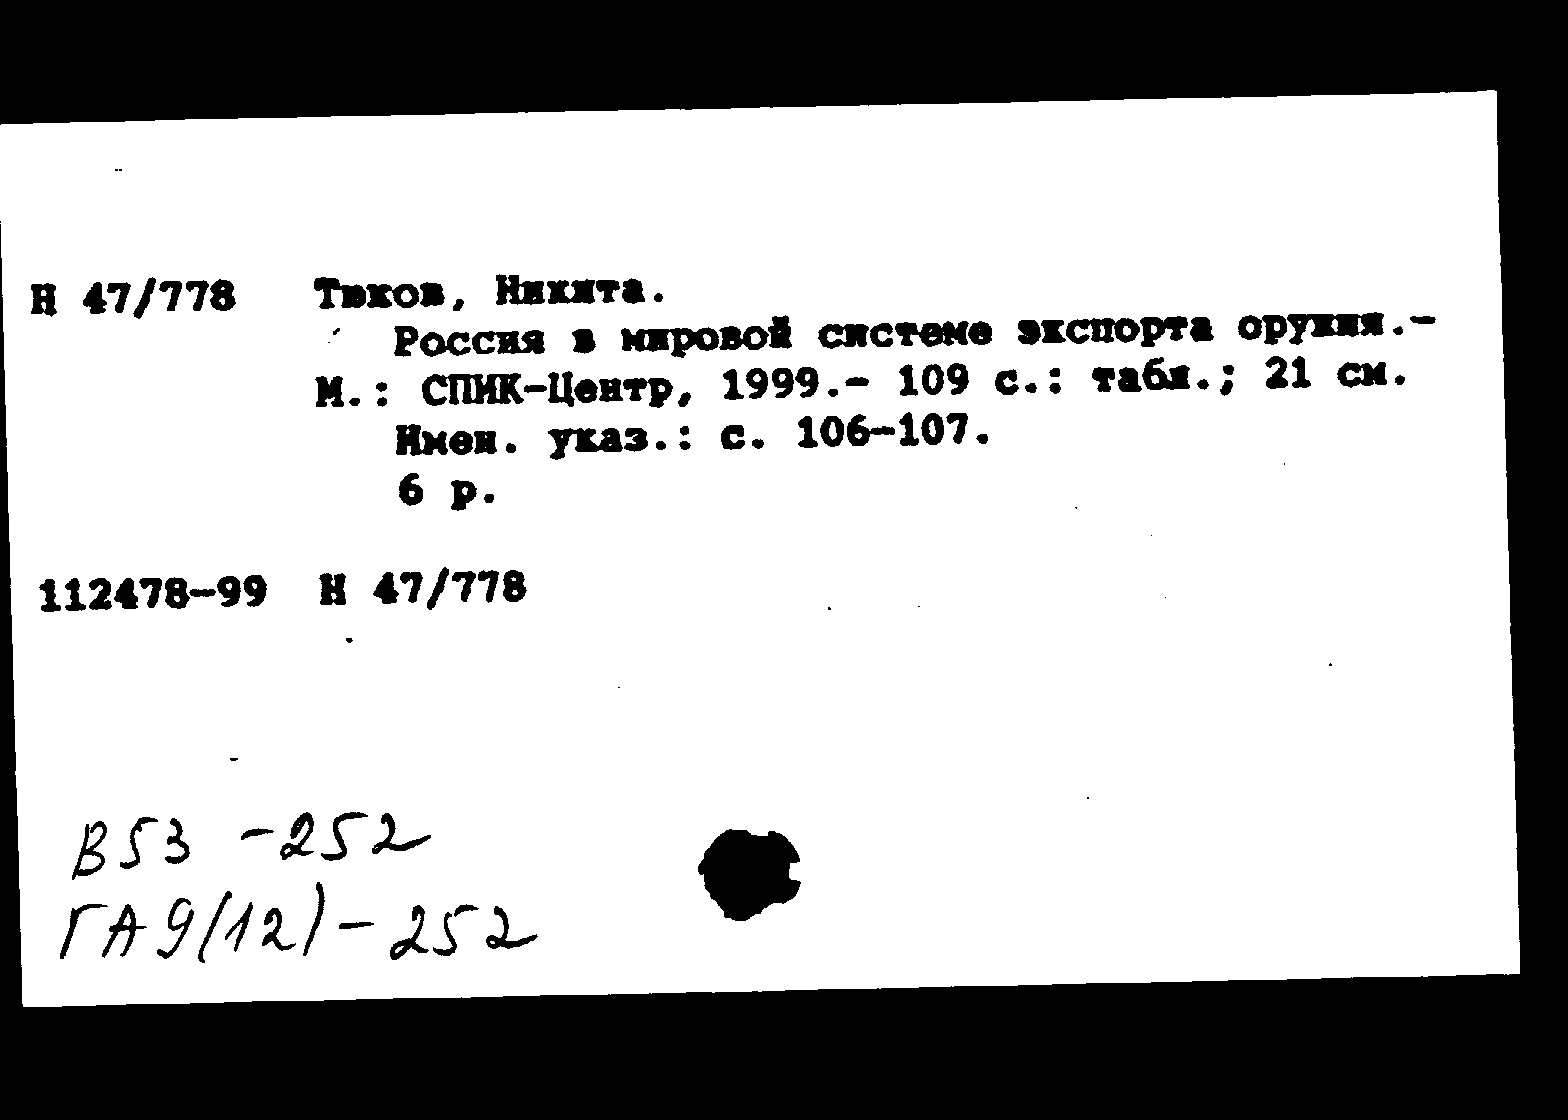 Н 47/778 Тюков, Никита.
Россия в мировой системе экспорта оружия.-
М.: СПИК-Центр, 1999.- 109 с.: табл.; 21 см.
Имен. указ.: с. 106-107.
6 р.
112478-99 Н 47/778
В53 -252
ГА9(12)-252